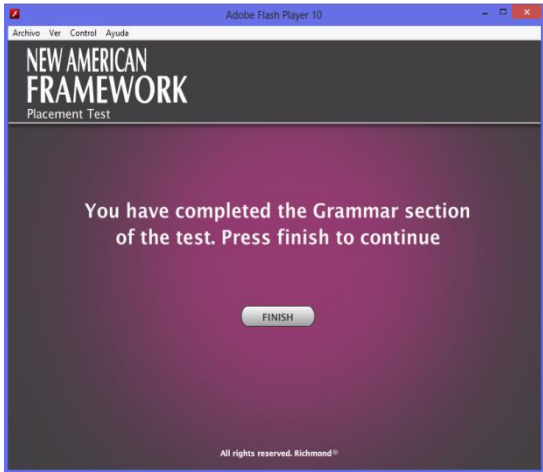 Adobe Flash Player 10
Archivo Ver Control Ayuda
NEW AMERICAN
FRAMEWORK
Placement Test
You have completed the Grammar section
of the test. Press finish to continue
FINISH
All rights reserved. Richmond®